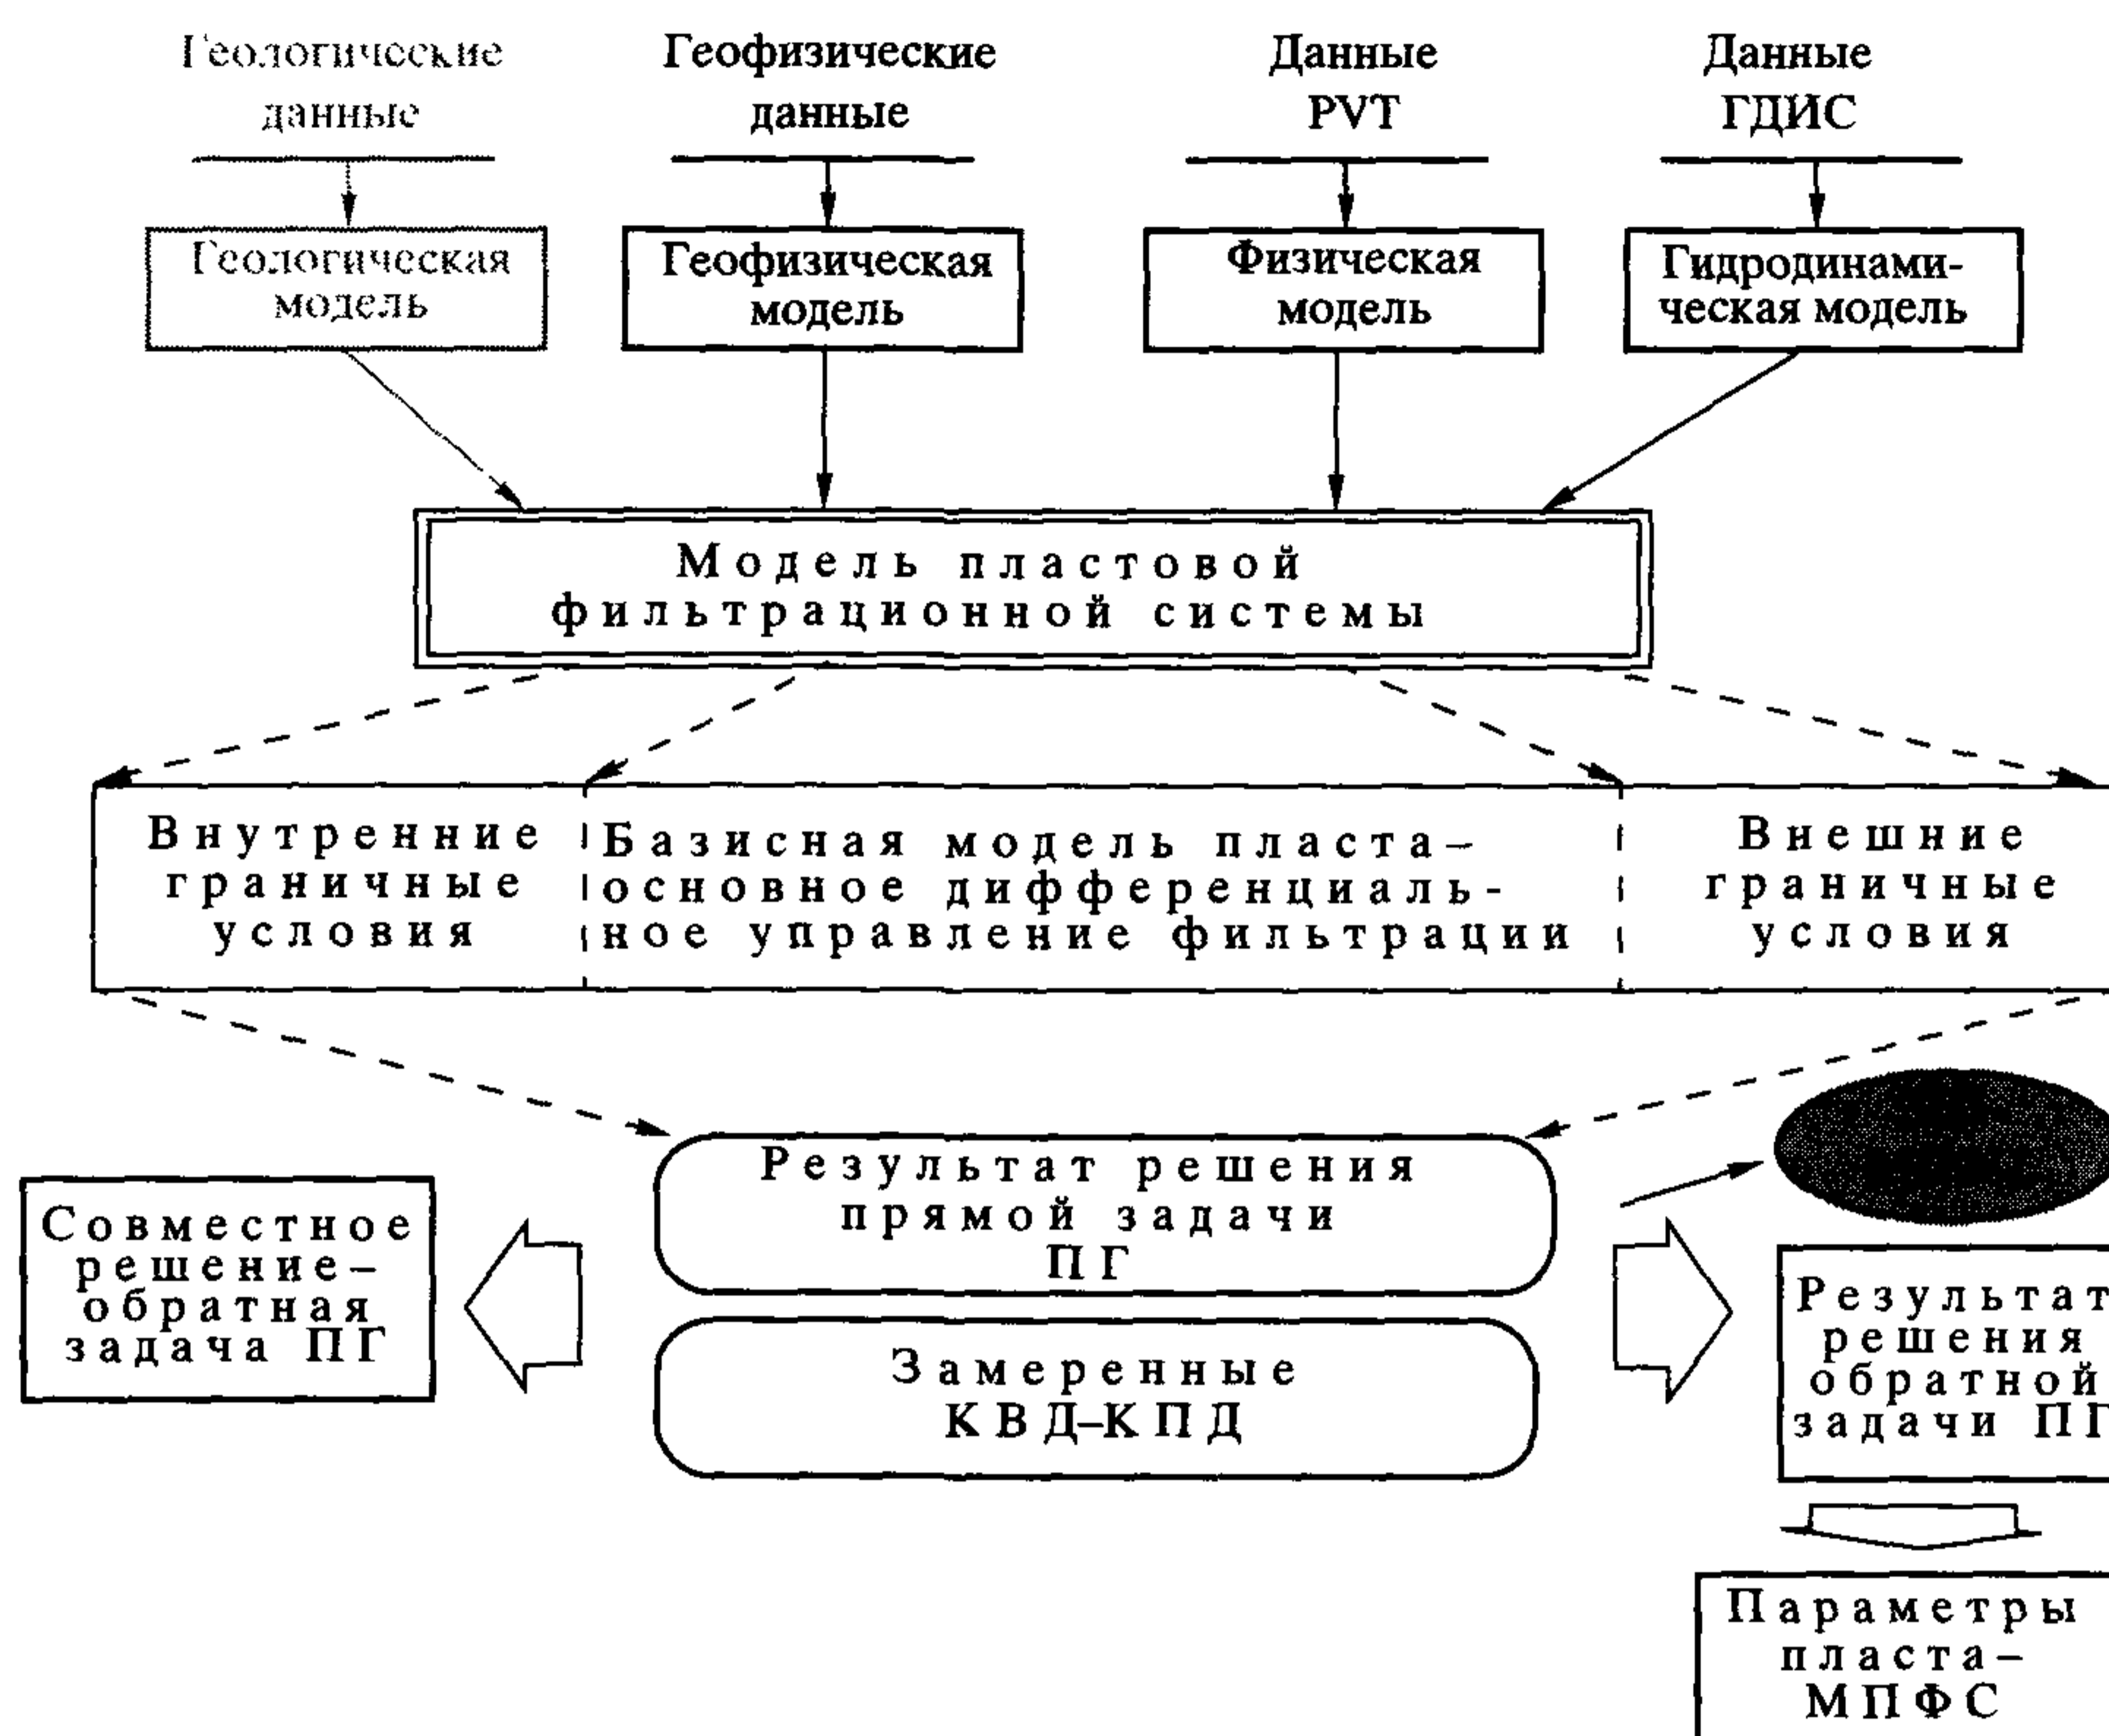 Геологические
данные
Геофизические
данные
Данные
PVT
Данные
ГДИС
Геологическая
модель
Геофизическая
модель
Физическая
модель
Гидродинами-
ческая модель
Модель пластовой
фильтрационной системы
Внутренние
граничные
условия
Базисная модель пласта–
основное дифференциаль-
ное управление фильтрации
Внешние
граничные
условия
Результат решения
прямой задачи
ПГ
Совместное
решение–
обратная
задача ПГ
Замеренные
КВД–КПД
Результат
решения
обратной
задачи ПГ
Параметры
пласта–
МПФС